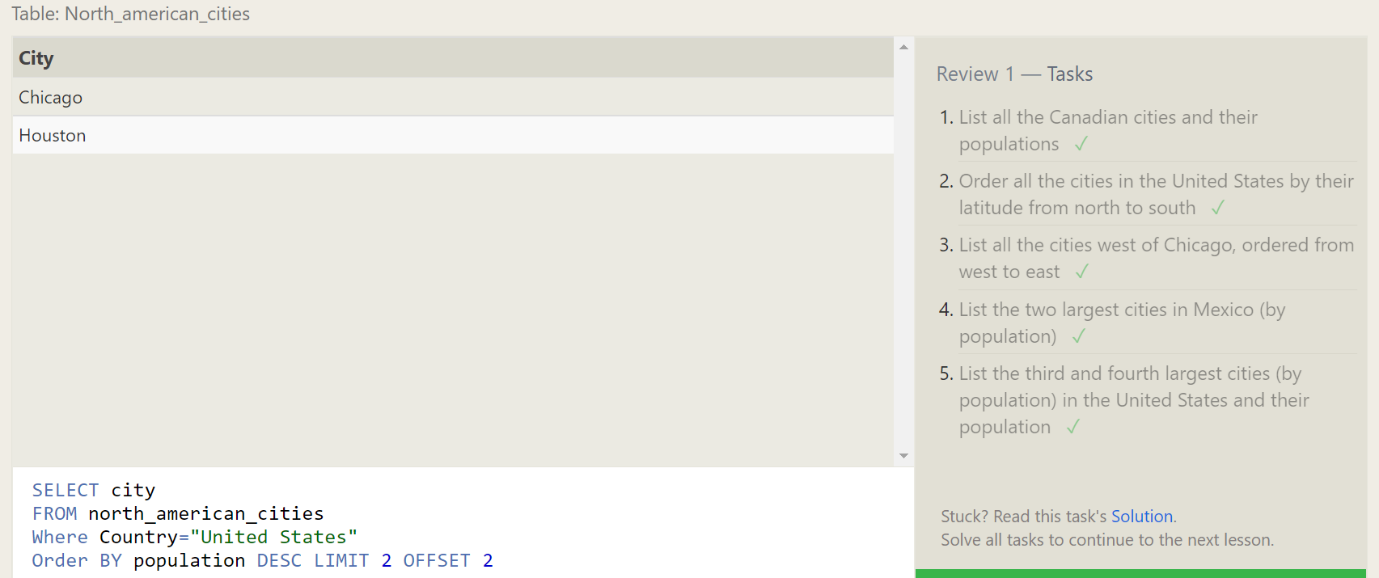 Table: North_american_cities
City
Chicago
Houston
SELECT city
FROM north_american_cities
Where Country="United States"
Order BY population DESC LIMIT 2 OFFSET 2
Review 1 — Tasks
1. List all the Canadian cities and their
populations ✓
2. Order all the cities in the United States by their
latitude from north to south ✓
3. List all the cities west of Chicago, ordered from
west to east ✓
4. List the two largest cities in Mexico (by
population) ✓
5. List the third and fourth largest cities (by
population) in the United States and their
population ✓
Stuck? Read this task's Solution.
Solve all tasks to continue to the next lesson.